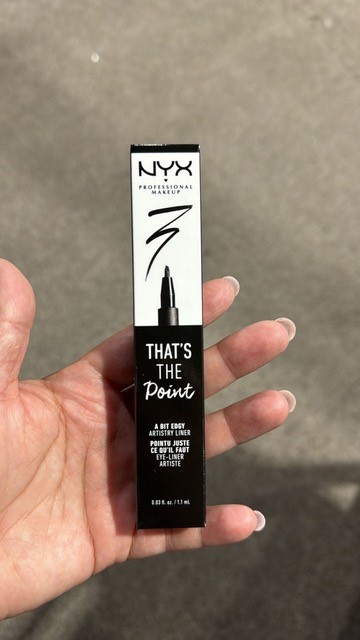 NYX
PROFESSIONAL
MAKEUP
THAT'S
THE
Point
A BIT EDGY
ARTISTRY LINER
POINTU JUSTE
CE QU'IL FAUT
EYE-LINER
ARTISTE
0.03 fl. oz. / 1.1 mL